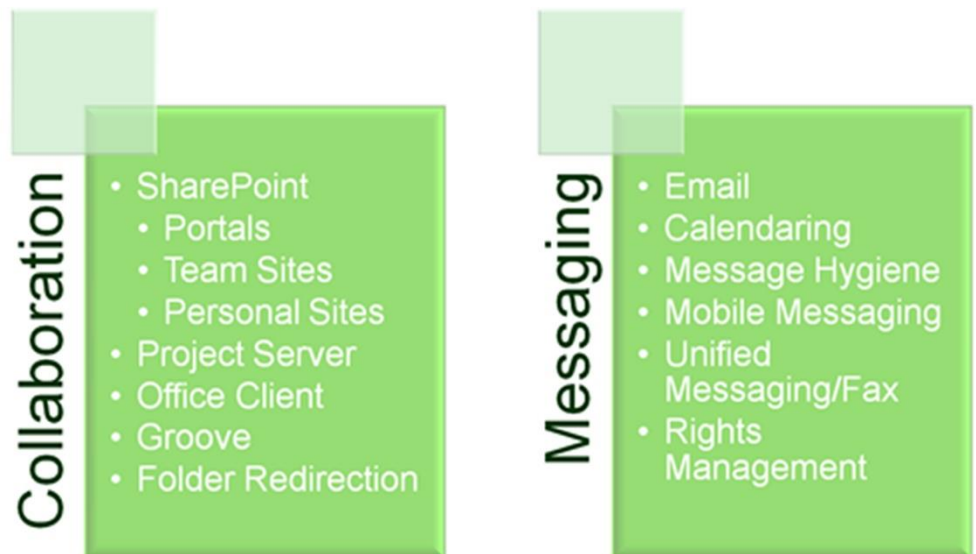 Collaboration
• SharePoint
• Portals
• Team Sites
• Personal Sites
• Project Server
• Office Client
• Groove
• Folder Redirection
Messaging
• Email
• Calendaring
• Message Hygiene
• Mobile Messaging
• Unified
Messaging/Fax
• Rights
Management